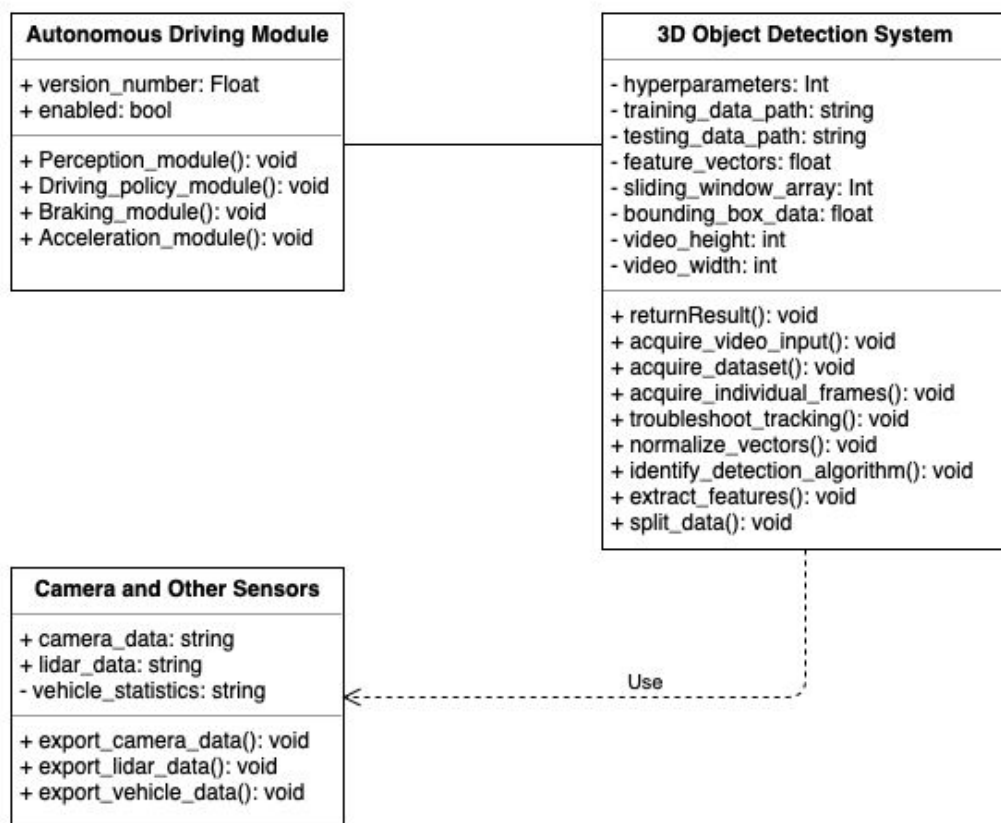 Autonomous Driving Module
+ version_number: Float
+ enabled: bool
+ Perception_module(): void
+ Driving_policy_module(): void
+ Braking_module(): void
+ Acceleration_module(): void
3D Object Detection System
- hyperparameters: Int
- training_data_path: string
- testing_data_path: string
- feature_vectors: float
- sliding_window_array: Int
- bounding_box_data: float
- video_height: int
- video_width: int
+ returnResult(): void
+ acquire_video_input(): void
+ acquire_dataset(): void
+ acquire_individual_frames(): void
+ troubleshoot_tracking(): void
+ normalize_vectors(): void
+ identify_detection_algorithm(): void
+ extract_features(): void
+ split_data(): void
Camera and Other Sensors
+ camera_data: string
+ lidar_data: string
- vehicle_statistics: string
+ export_camera_data(): void
+ export_lidar_data(): void
+ export_vehicle_data(): void
Use